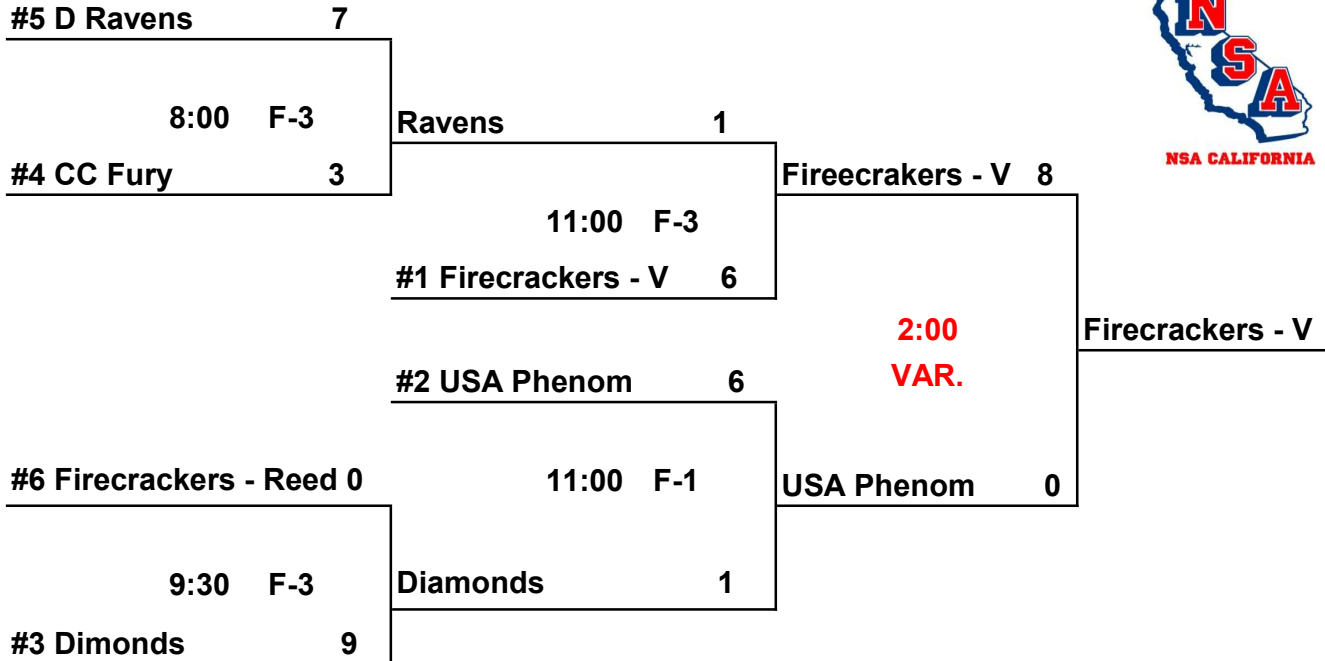 #5 D Ravens 7
8:00 F-3
#4 CC Fury 3
Ravens 1
11:00 F-3
#1 Firecrackers - V 6
#2 USA Phenom 6
11:00 F-1
#6 Firecrackers - Reed 0
9:30 F-3
#3 Dimonds 9
Diamonds 1
Fireecrakers - V 8
2:00
VAR.
USA Phenom 0
Firecrackers - V
NSA
NSA CALIFORNIA